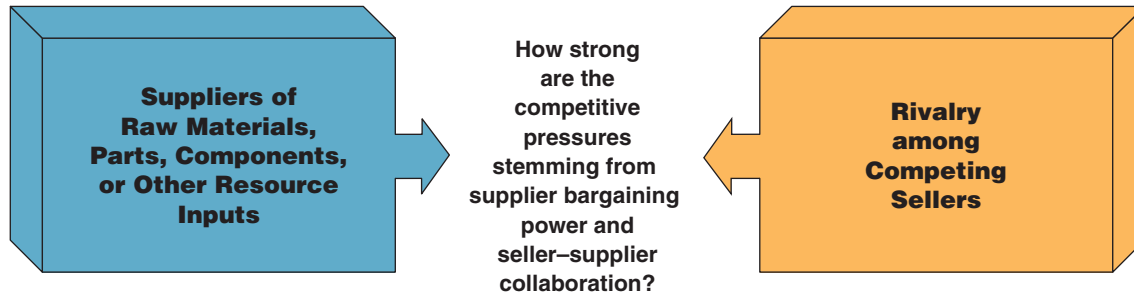 Suppliers of
Raw Materials,
Parts, Components,
or Other Resource
Inputs
How strong
are the
competitive
pressures
stemming from
supplier bargaining
power and
seller–supplier
collaboration?
Rivalry
among
Competing
Sellers